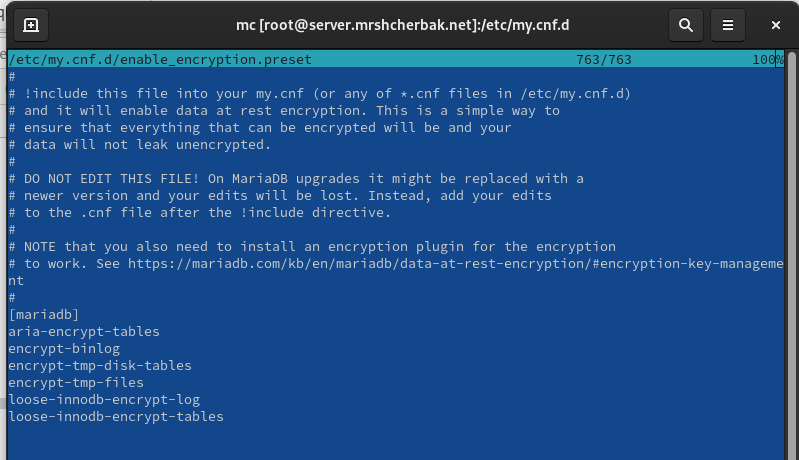 mc [root@server.mrshcherbak.net]:/etc/my.cnf.d
/etc/my.cnf.d/enable_encryption.preset 763/763 100%
#
# !include this file into your my.cnf (or any of *.cnf files in /etc/my.cnf.d)
# and it will enable data at rest encryption. This is a simple way to
# ensure that everything that can be encrypted will be and your
# data will not leak unencrypted.
#
# DO NOT EDIT THIS FILE! On MariaDB upgrades it might be replaced with a
# newer version and your edits will be lost. Instead, add your edits
# to the .cnf file after the !include directive.
#
# NOTE that you also need to install an encryption plugin for the encryption
# to work. See https://mariadb.com/kb/en/mariadb/data-at-rest-encryption/#encryption-key-manageme
nt
#
[mariadb]
aria-encrypt-tables
encrypt-binlog
encrypt-tmp-disk-tables
encrypt-tmp-files
loose-innodb-encrypt-log
loose-innodb-encrypt-tables